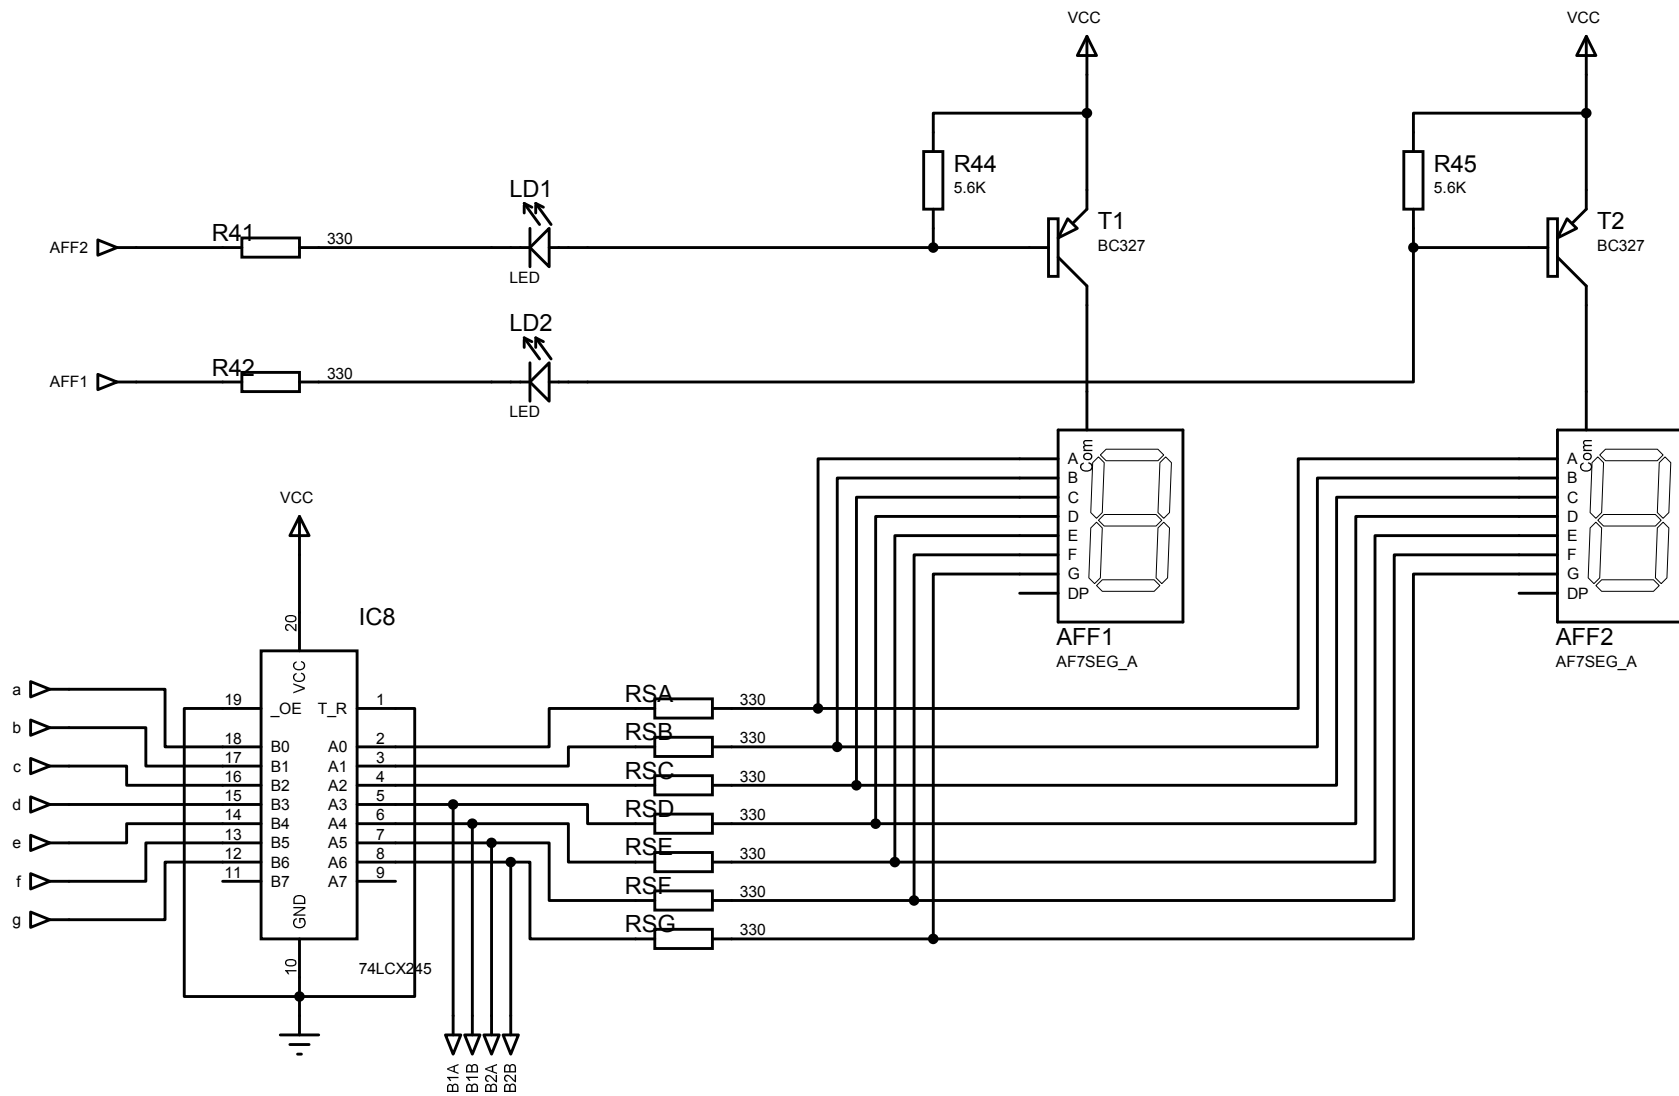 VCC
VCC
R44
5.6K
R45
5.6K
LD1
T1
BC327
T2
BC327
AFF2
R41
330
LED
LD2
AFF1
R42
330
LED
Com
A
B
C
D
E
F
G
DP
AFF1
AF7SEG_A
Com
A
B
C
D
E
F
G
DP
AFF2
AF7SEG_A
VCC
20
IC8
VCC
a
b
c
d
e
f
g
19
_OE
T_R
1
18
B0
A0
2
17
B1
A1
3
16
B2
A2
4
15
B3
A3
5
14
B4
A4
6
13
B5
A5
7
12
B6
A6
8
11
B7
A7
9
GND
10
74LCX245
RSA
330
RSB
330
RSC
330
RSD
330
RSE
330
RSF
330
RSG
330
B1A
B1B
B2A
B2B